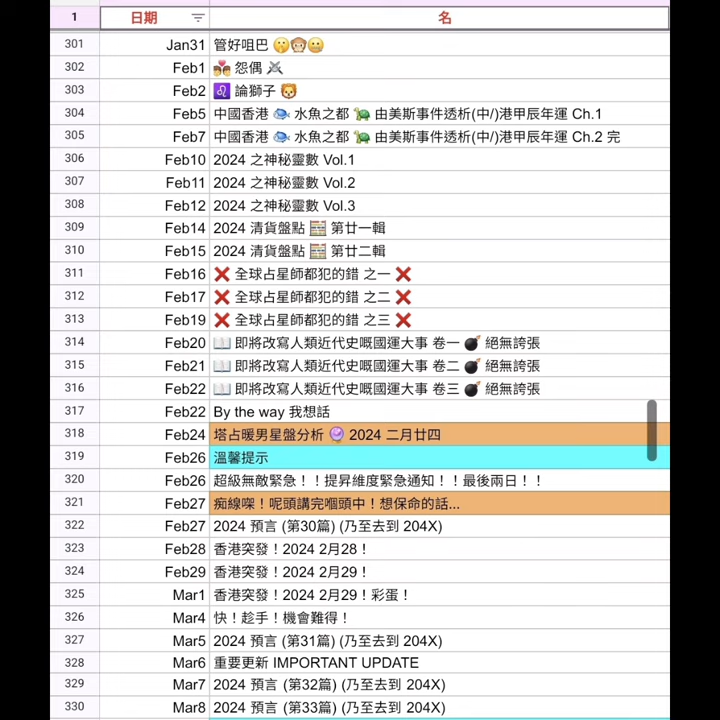 1 日期 名
301 Jan31 管好咀巴 🤫🙊😬
302 Feb1 💏 怨偶 ⚔️
303 Feb2 ♌ 論獅子 🦁
304 Feb5 中國香港 🐟 水魚之都 🐢 由美斯事件透析(中/)港甲辰年運 Ch.1
305 Feb7 中國香港 🐟 水魚之都 🐢 由美斯事件透析(中/)港甲辰年運 Ch.2 完
306 Feb10 2024 之神秘靈數 Vol.1
307 Feb11 2024 之神秘靈數 Vol.2
308 Feb12 2024 之神秘靈數 Vol.3
309 Feb14 2024 清貨盤點 🧮 第廿一輯
310 Feb15 2024 清貨盤點 🧮 第廿二輯
311 Feb16 ❌ 全球占星師都犯的錯 之一 ❌
312 Feb17 ❌ 全球占星師都犯的錯 之二 ❌
313 Feb19 ❌ 全球占星師都犯的錯 之三 ❌
314 Feb20 📖 即將改寫人類近代史嘅國運大事 卷一 💣 絕無誇張
315 Feb21 📖 即將改寫人類近代史嘅國運大事 卷二 💣 絕無誇張
316 Feb22 📖 即將改寫人類近代史嘅國運大事 卷三 💣 絕無誇張
317 Feb22 By the way 我想話
318 Feb24 塔占暖男星盤分析 🔮 2024 二月廿四
319 Feb26 溫馨提示
320 Feb26 超級無敵緊急！！提昇維度緊急通知！！最後兩日！！
321 Feb27 痴線㗎！呢頭講完嗰頭中！想保命的話...
322 Feb27 2024 預言 (第30篇) (乃至去到 204X)
323 Feb28 香港突發！2024 2月28！
324 Feb29 香港突發！2024 2月29！
325 Mar1 香港突發！2024 2月29！彩蛋！
326 Mar4 快！趁手！機會難得！
327 Mar5 2024 預言 (第31篇) (乃至去到 204X)
328 Mar6 重要更新 IMPORTANT UPDATE
329 Mar7 2024 預言 (第32篇) (乃至去到 204X)
330 Mar8 2024 預言 (第33篇) (乃至去到 204X)